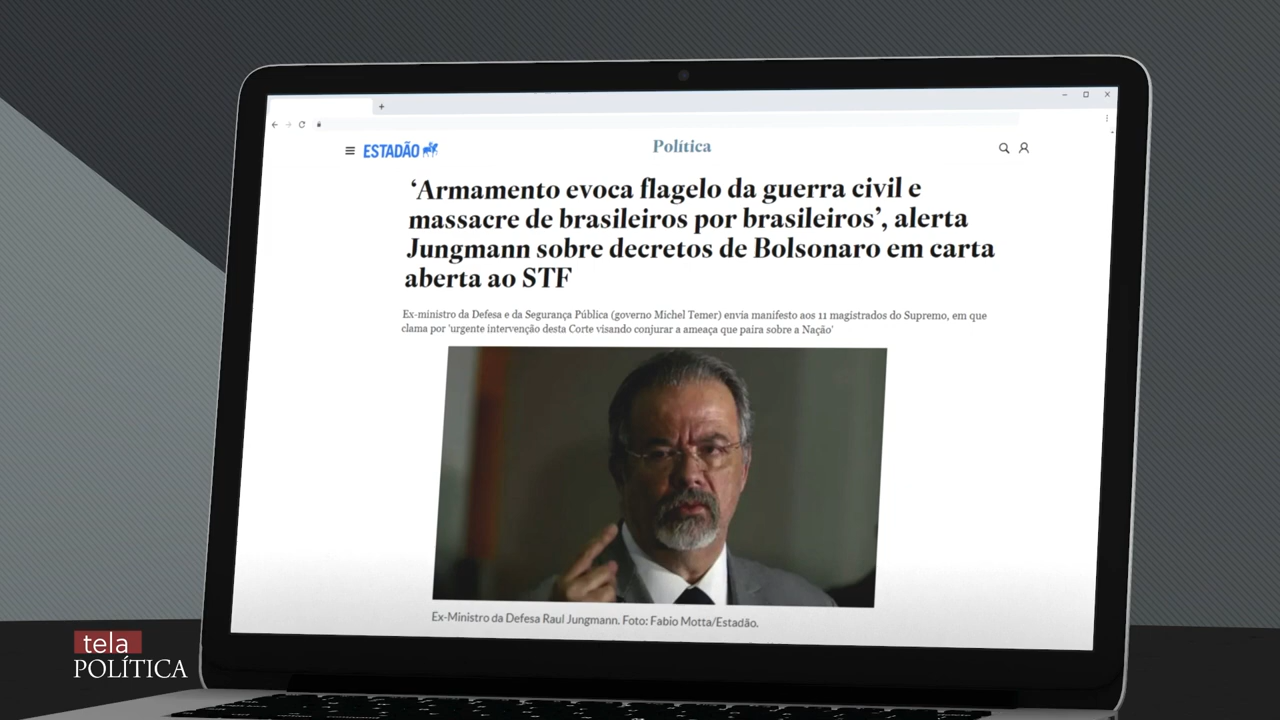 ESTADÃO
Política
‘Armamento evoca flagelo da guerra civil e
massacre de brasileiros por brasileiros’, alerta
Jungmann sobre decretos de Bolsonaro em carta
aberta ao STF
Ex-ministro da Defesa e da Segurança Pública (governo Michel Temer) envia manifesto aos 11 magistrados do Supremo, em que
clama por 'urgente intervenção desta Corte visando conjurar a ameaça que paira sobre a Nação'
Ex-Ministro da Defesa Raul Jungmann. Foto: Fabio Motta/Estadão.
tela
POLÍTICA